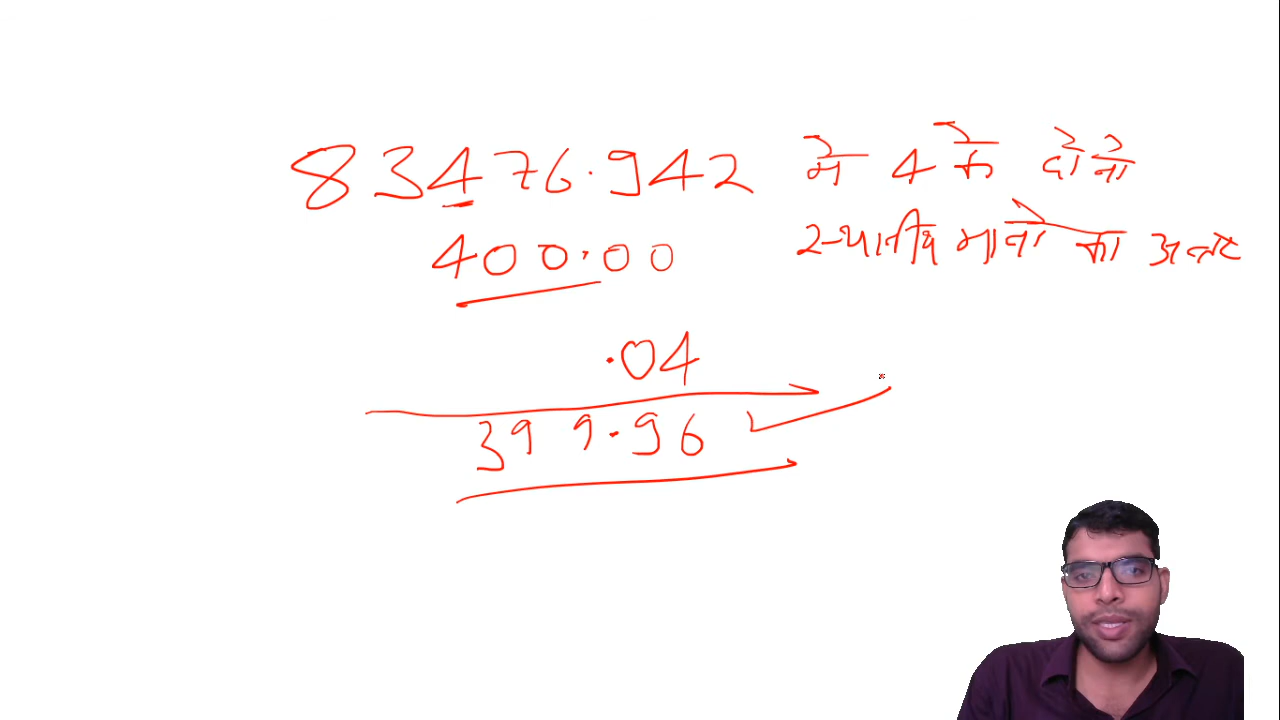 83476.942 में 4 के दोनो
स्थानीय मानो का अन्तर
400.00
.04
399.96